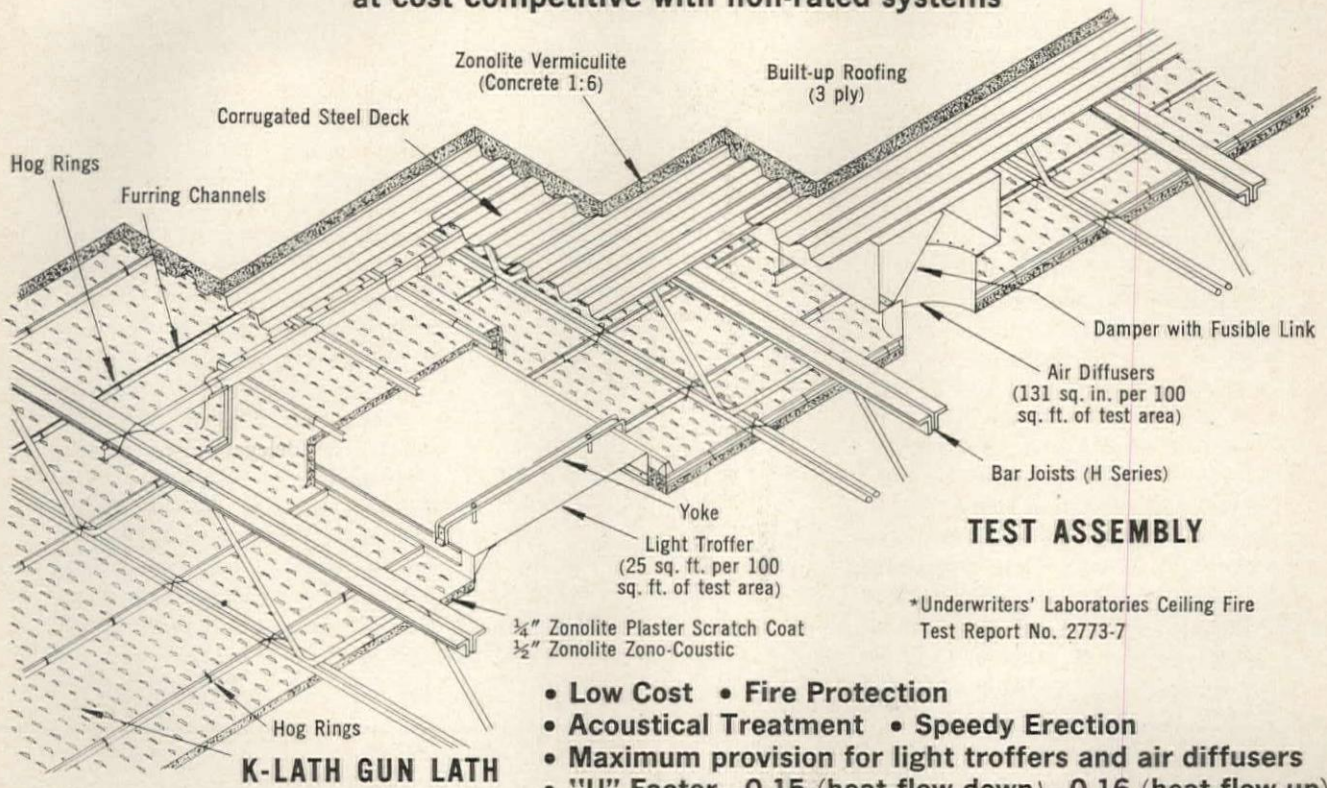 at cost competitive with non-rated systems
Zonolite Vermiculite
(Concrete 1:6)
Built-up Roofing
(3 ply)
Corrugated Steel Deck
Hog Rings
Furring Channels
Damper with Fusible Link
Air Diffusers
(131 sq. in. per 100
sq. ft. of test area)
Bar Joists (H Series)
Yoke
TEST ASSEMBLY
Light Troffer
(25 sq. ft. per 100
sq. ft. of test area)
*Underwriters' Laboratories Ceiling Fire
Test Report No. 2773-7
¼" Zonolite Plaster Scratch Coat
½" Zonolite Zono-Coustic
Hog Rings
K-LATH GUN LATH
• Low Cost • Fire Protection
• Acoustical Treatment • Speedy Erection
• Maximum provision for light troffers and air diffusers
• "U" Factor 0.15 (heat flow down) 0.16 (heat flow up)